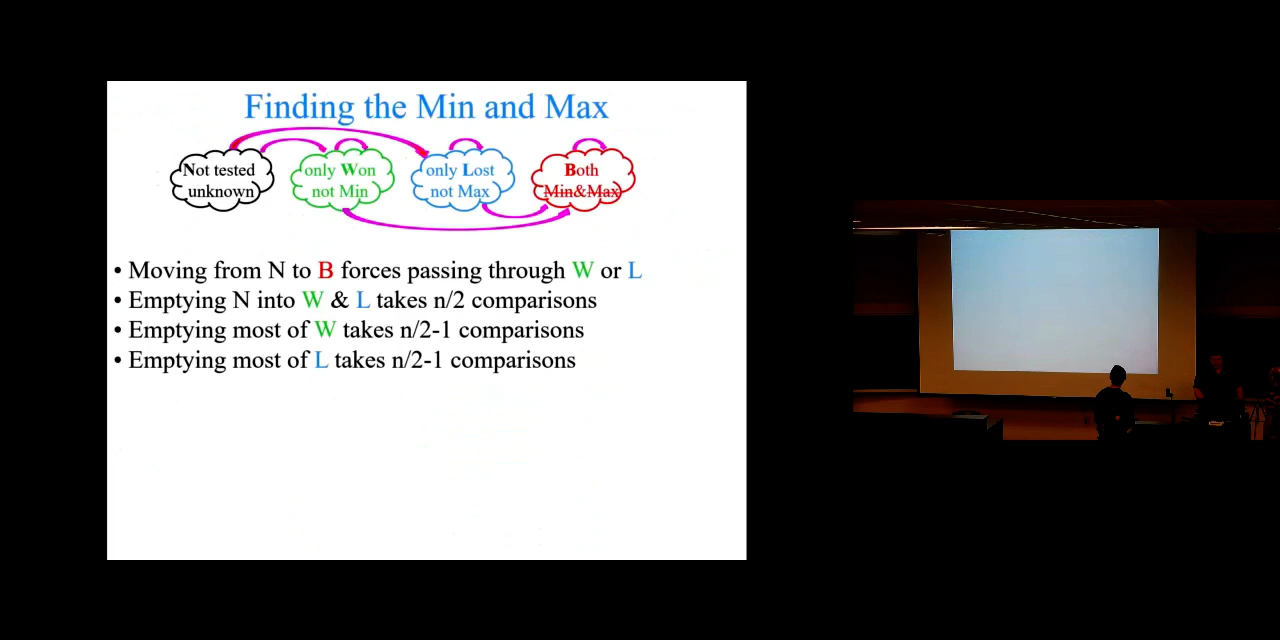 Finding the Min and Max
Not tested
unknown
only Won
not Min
only Lost
not Max
Both
Min&Max
• Moving from N to B forces passing through W or L
• Emptying N into W & L takes n/2 comparisons
• Emptying most of W takes n/2-1 comparisons
• Emptying most of L takes n/2-1 comparisons